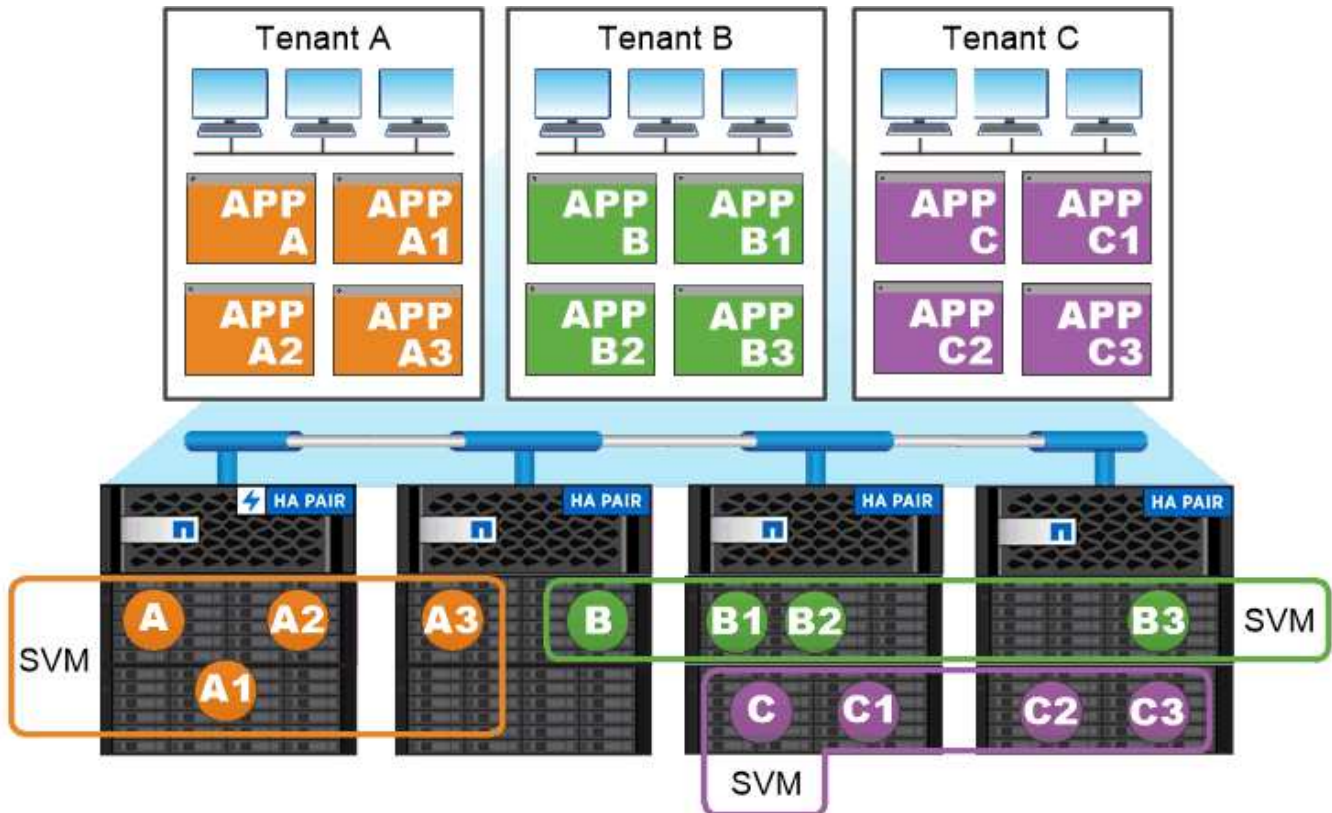 Tenant A
Tenant B
Tenant C
APP
A
APP
A1
APP
B
APP
B1
APP
C
APP
C1
APP
A2
APP
A3
APP
B2
APP
B3
APP
C2
APP
C3
HA PAIR
HA PAIR
HA PAIR
HA PAIR
SVM
A
A2
A1
A3
B
B1
B2
B3
SVM
C
C1
C2
C3
SVM